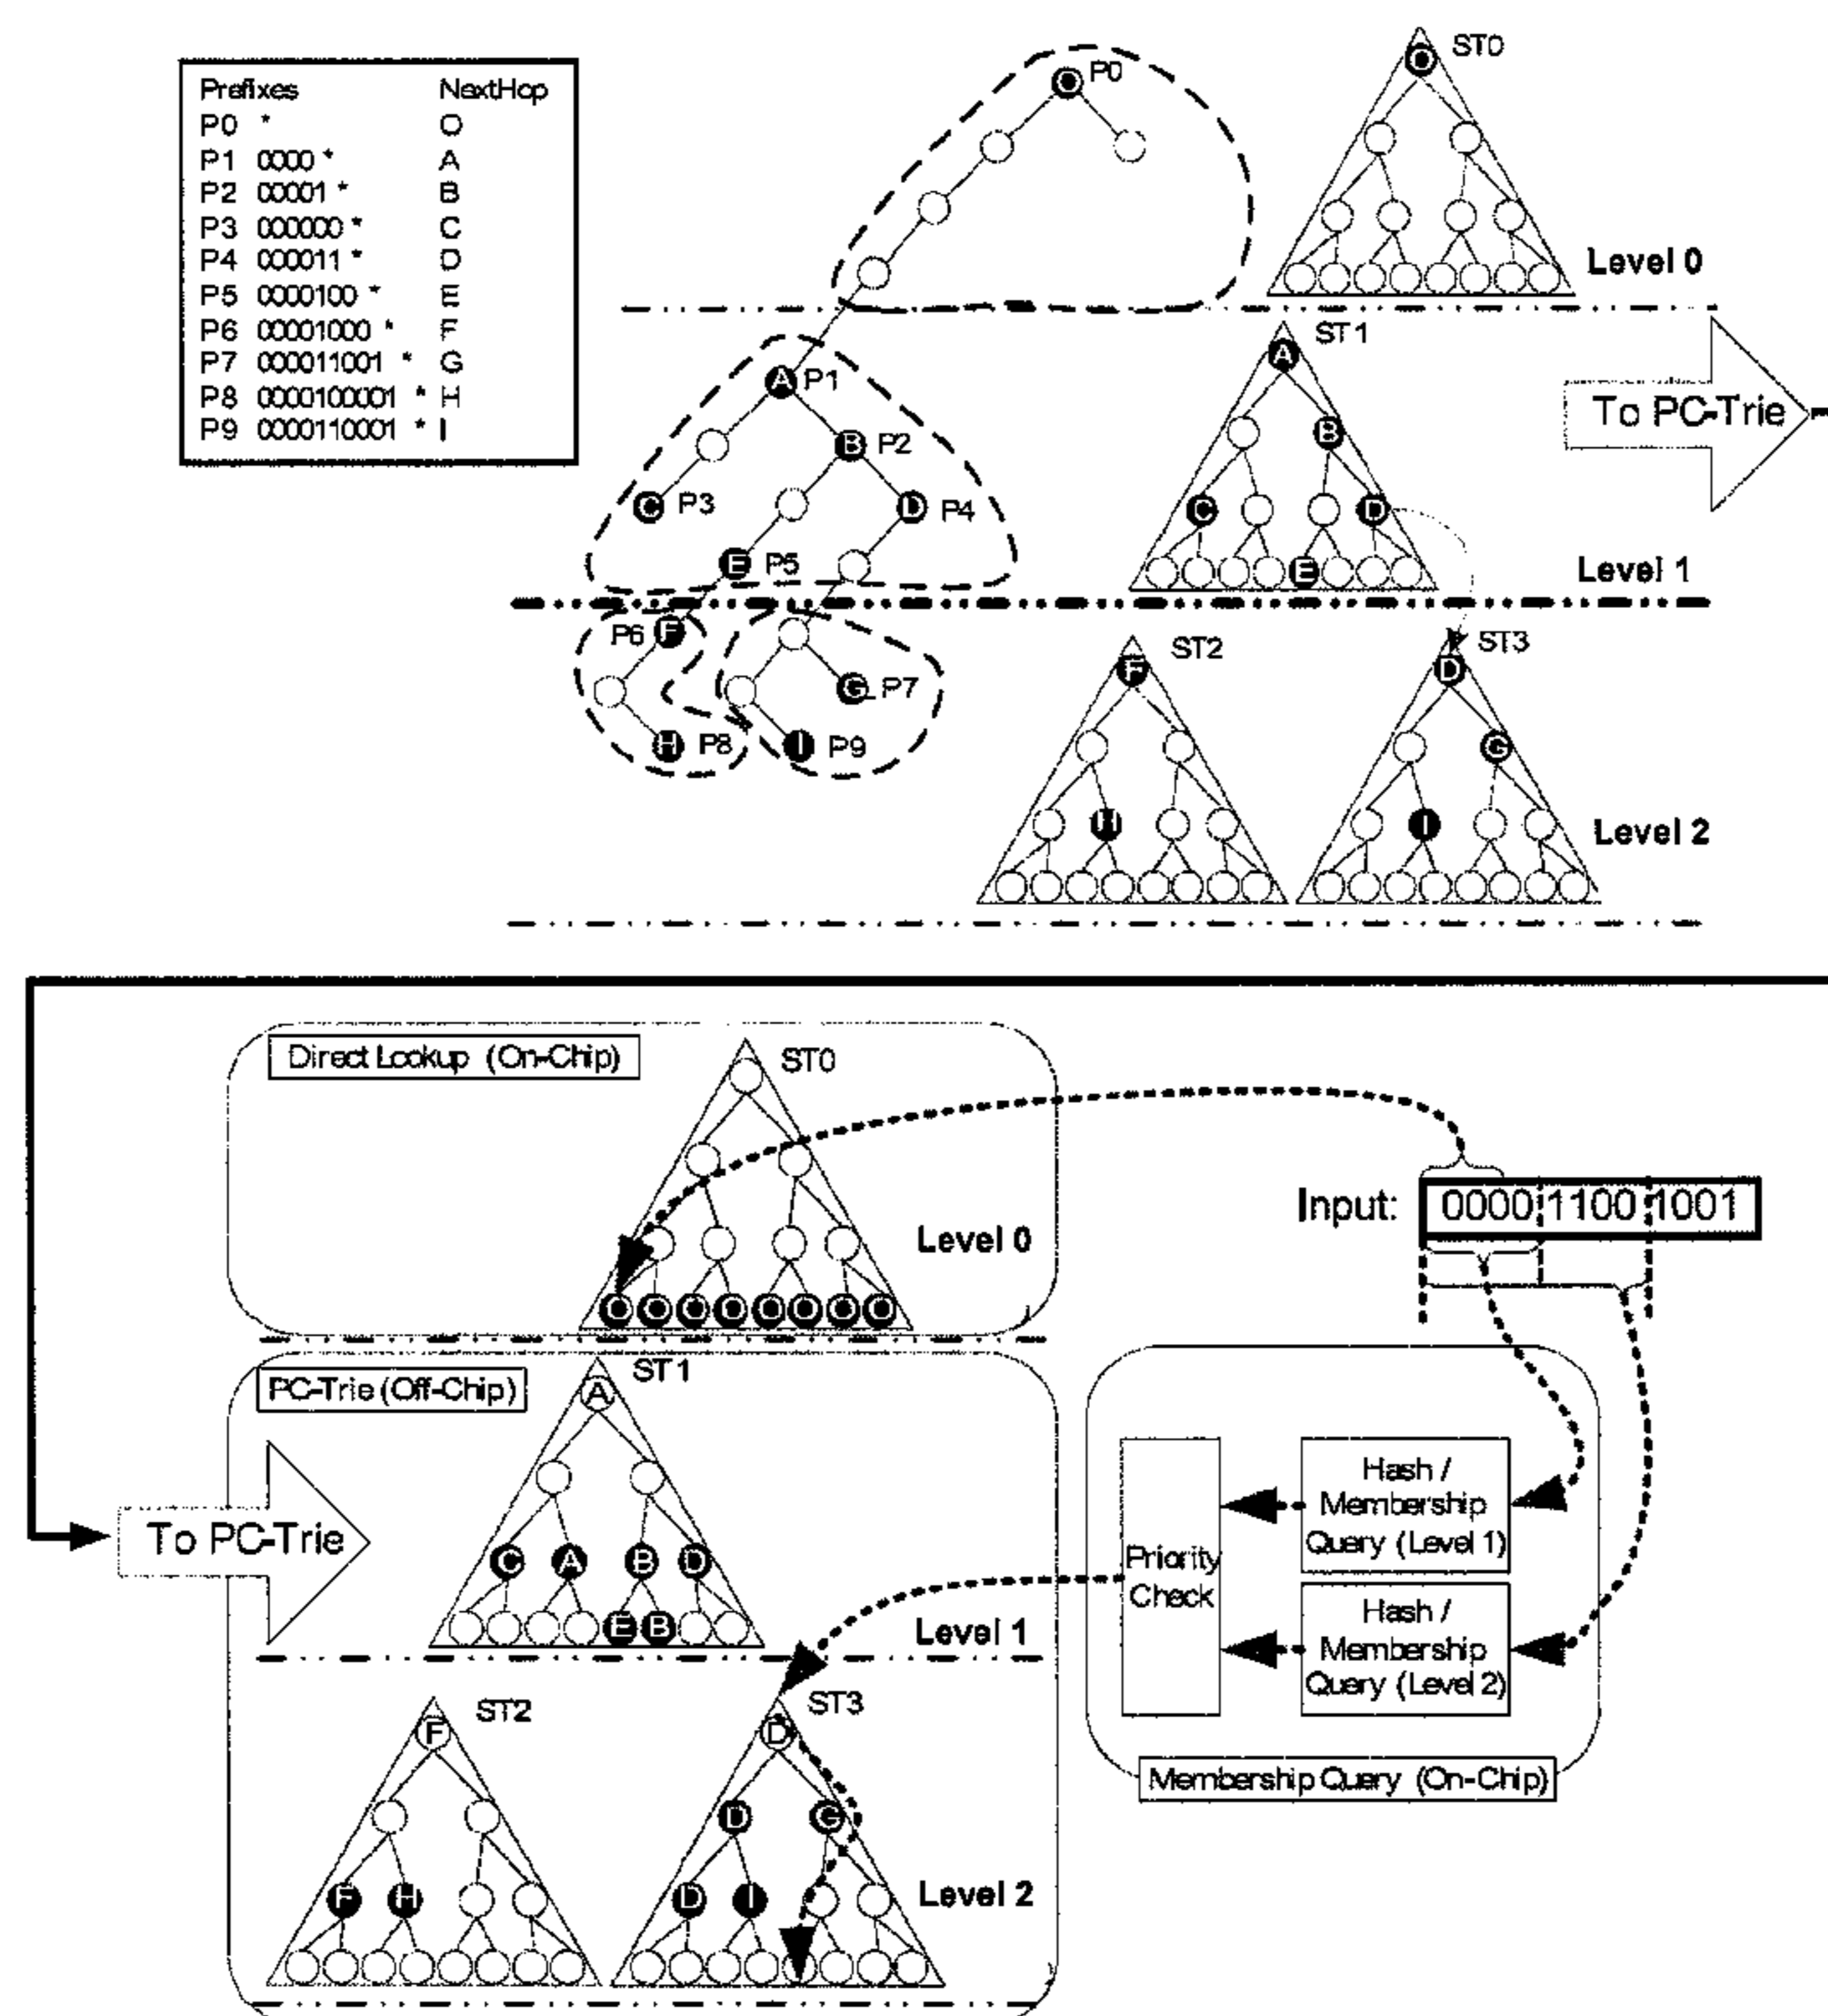 Prefixes NextHop
P0 * O
P1 0000 * A
P2 00001 * B
P3 000000 * C
P4 000011 * D
P5 0000100 * E
P6 00001000 * F
P7 000011001 * G
P8 0000100001 * H
P9 0000110001 * I
O P0
A P1
B P2
C P3
D P4
E P5
P6 F
G P7
H P8
I P9
ST0
O
Level 0
ST1
A
B
C D
E
Level 1
To PC-Trie
ST2
F
H
ST3
D
G
I
Level 2
Direct Lookup (On-Chip)
ST0
Level 0
O O O O O O O O
Input: 0000 1100 1001
PC-Trie (Off-Chip)
ST1
A
C A B D
E B
Level 1
To PC-Trie
ST2
F
F H
ST3
D
D G
D I
Level 2
Priority
Check
Hash /
Membership
Query (Level 1)
Hash /
Membership
Query (Level 2)
Membership Query (On-Chip)